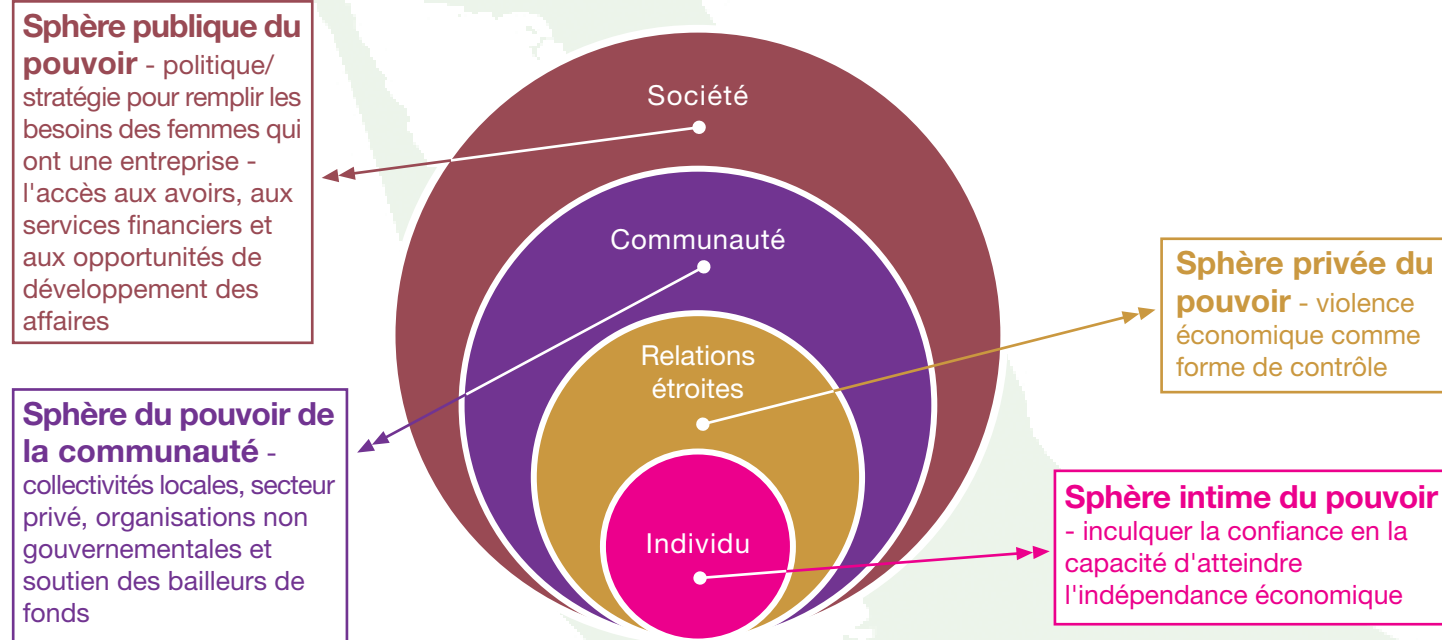 Sphère publique du
pouvoir - politique/
stratégie pour remplir les
besoins des femmes qui
ont une entreprise -
l'accès aux avoirs, aux
services financiers et
aux opportunités de
développement des
affaires
Sphère du pouvoir de
la communauté -
collectivités locales, secteur
privé, organisations non
gouvernementales et
soutien des bailleurs de
fonds
Société
Communauté
Relations
étroites
Individu
Sphère privée du
pouvoir - violence
économique comme
forme de contrôle
Sphère intime du pouvoir
- inculquer la confiance en la
capacité d'atteindre
l'indépendance économique